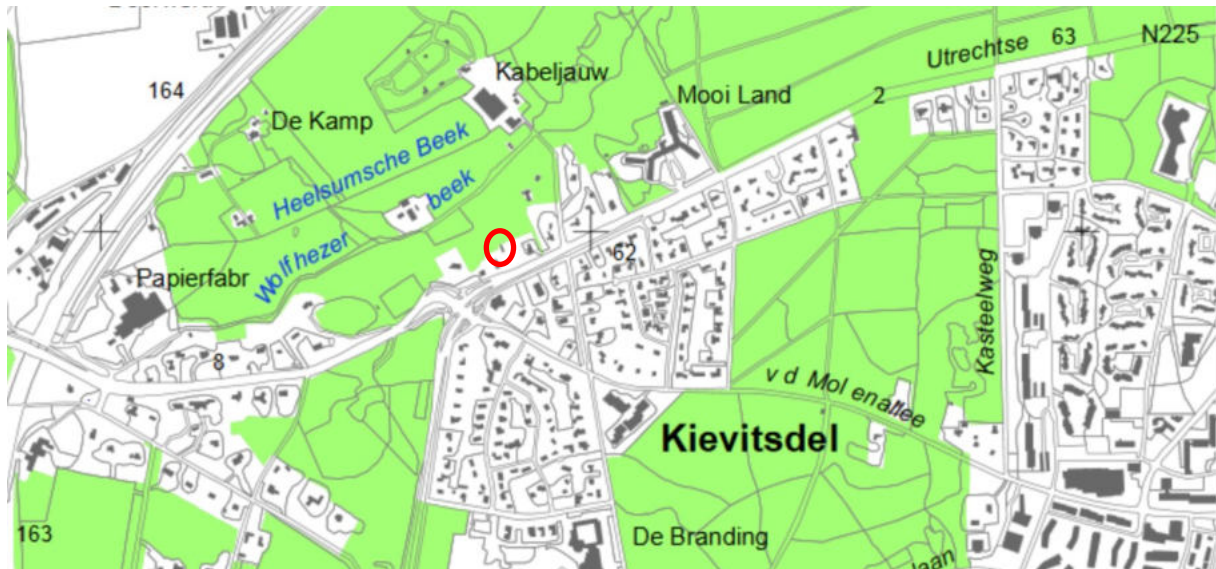 Utrechtse
63
N225
164
Kabeljauw
Mooi Land
2
De Kamp
Heelsumsche Beek
beek
Wolfhezer
62
Papierfabr
8
Kasteelweg
v d Molenallee
Kievitsdel
163
De Branding
laan